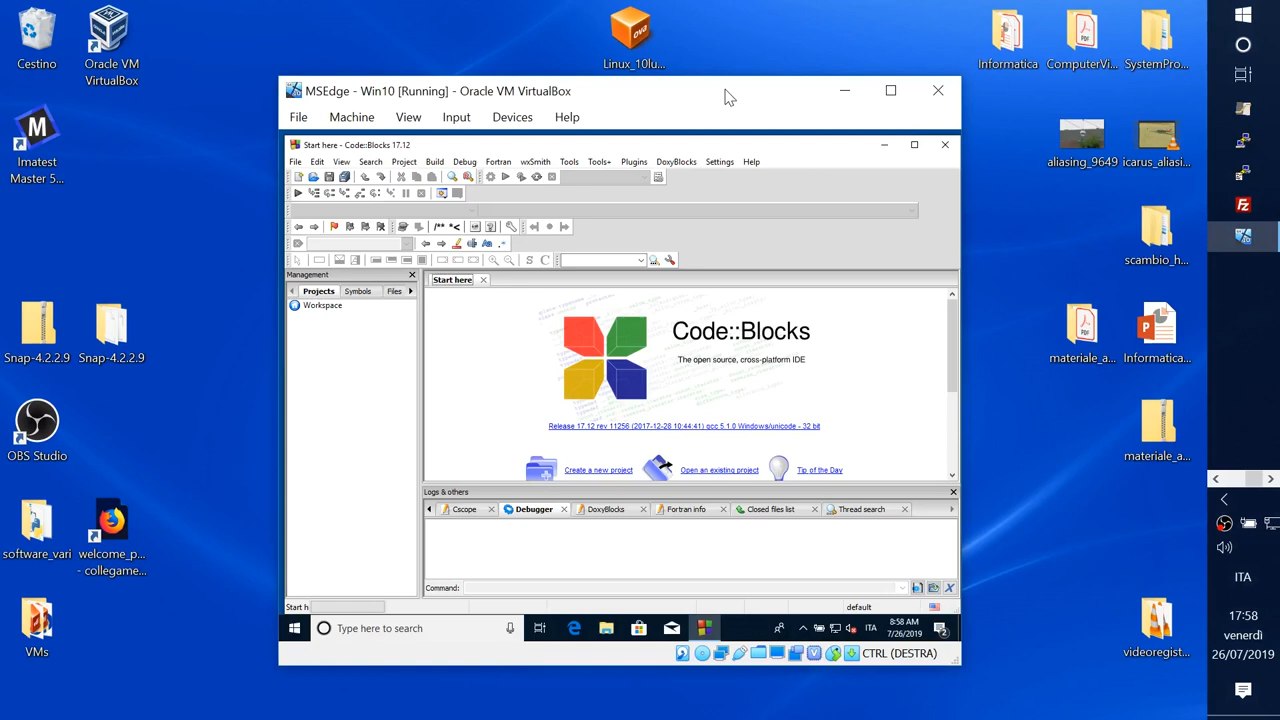 Cestino
Oracle VM
VirtualBox
Linux_10lu...
Informatica
ComputerVi...
SystemPro...
Imatest
Master 5...
aliasing_9649
icarus_aliasi...
scambio_h...
Snap-4.2.2.9
Snap-4.2.2.9
materiale_a...
Informatica...
OBS Studio
materiale_a...
software_vari
welcome_p...
- collegame...
VMs
videoregist...
MSEdge - Win10 [Running] - Oracle VM VirtualBox
File Machine View Input Devices Help
Start here - Code::Blocks 17.12
File Edit View Search Project Build Debug Fortran wxSmith Tools Tools+ Plugins DoxyBlocks Settings Help
Management
Projects Symbols Files
Workspace
Start here
Code::Blocks
The open source, cross-platform IDE
Release 17.12 rev 11256 (2017-12-28 10:44:41) gcc 5.1.0 Windows/unicode - 32 bit
Create a new project Open an existing project Tip of the Day
Logs & others
Cscope Debugger DoxyBlocks Fortran info Closed files list Thread search
Command:
Start h default
Type here to search
ITA
8:58 AM
7/26/2019
CTRL (DESTRA)
ITA
17:58
venerdì
26/07/2019